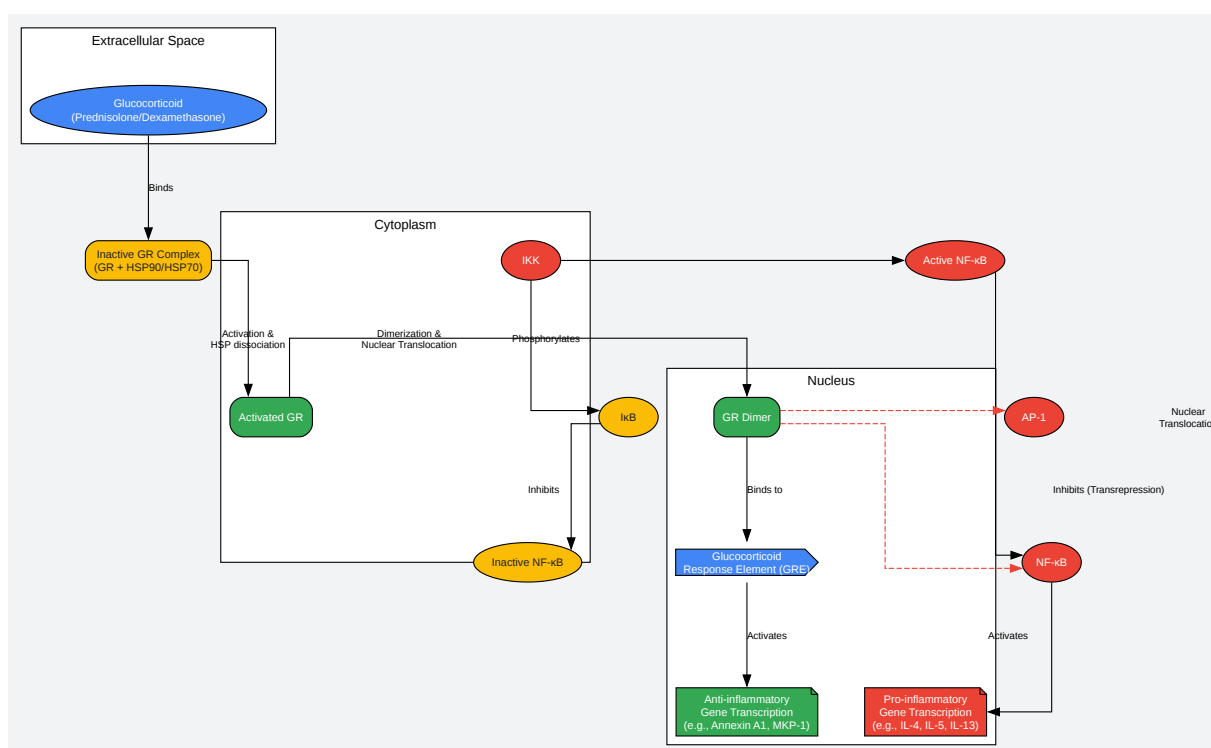 Extracellular Space
Glucocorticoid
(Prednisolone/Dexamethasone)
Binds
Cytoplasm
Inactive GR Complex
(GR + HSP90/HSP70)
IKK
Active NF-κB
Activation &
HSP dissociation
Dimerization &
Nuclear Translocation
Phosphorylates
Nucleus
Activated GR
IκB
GR Dimer
AP-1
Nuclear
Translocatio
Inhibits
Binds to
Inhibits (Transrepression)
Inactive NF-κB
Glucocorticoid
Response Element (GRE)
NF-κB
Activates
Activates
Anti-inflammatory
Gene Transcription
(e.g., Annexin A1, MKP-1)
Pro-inflammatory
Gene Transcription
(e.g., IL-4, IL-5, IL-13)